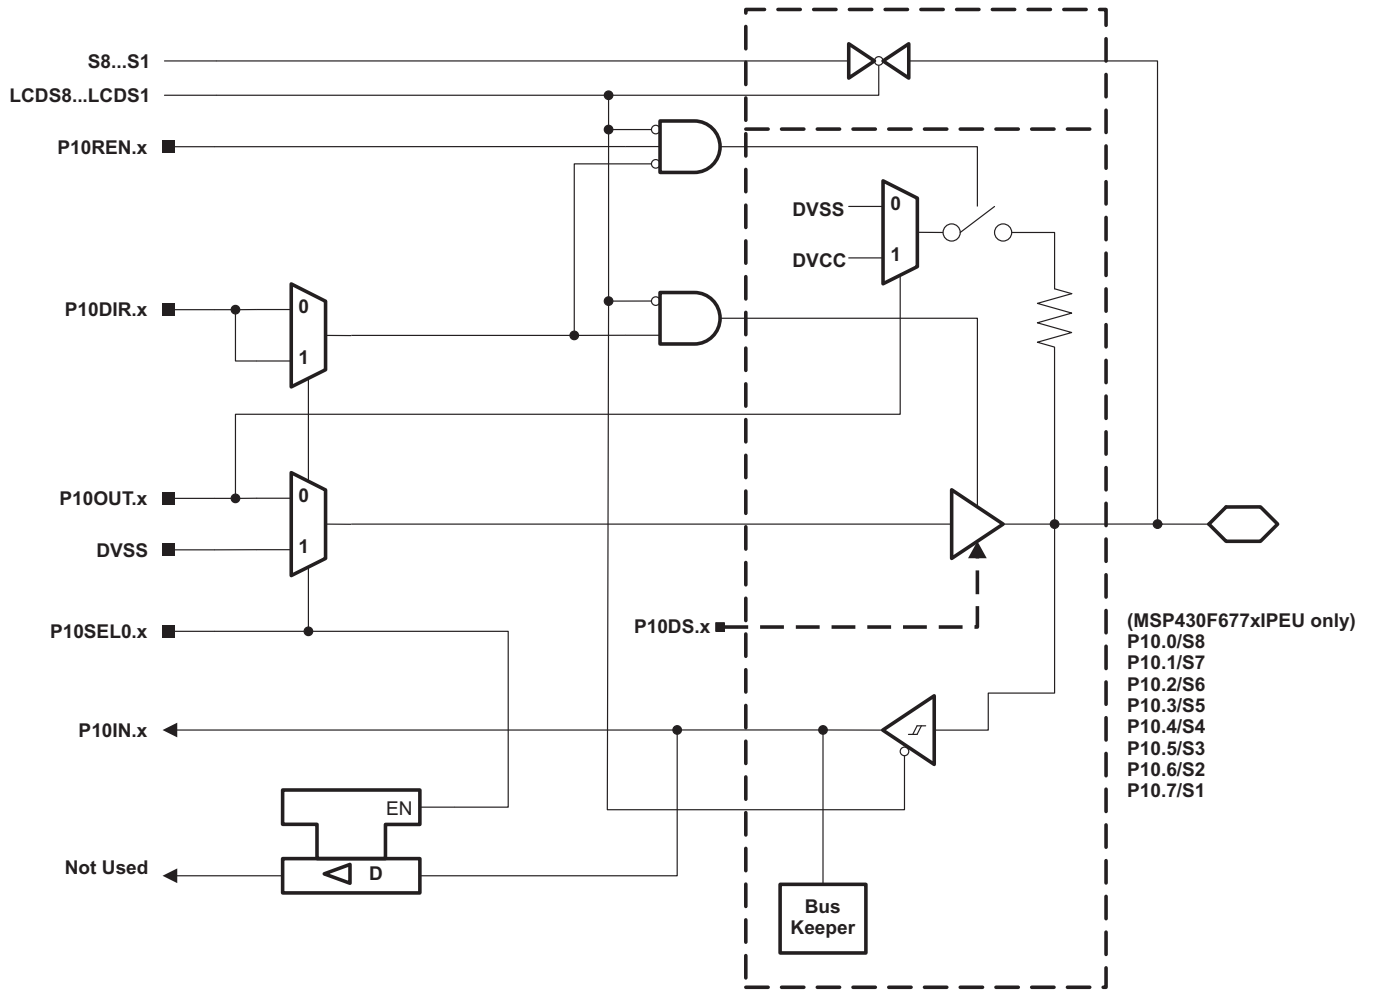 S8...S1
LCDS8...LCDS1
P10REN.x
DVSS
0
DVCC
1
P10DIR.x
0
1
P10OUT.x
0
DVSS
1
P10SEL0.x
P10DS.x
(MSP430F677xIPEU only)
P10.0/S8
P10.1/S7
P10.2/S6
P10.3/S5
P10.4/S4
P10.5/S3
P10.6/S2
P10.7/S1
P10IN.x
EN
Not Used
D
Bus
Keeper